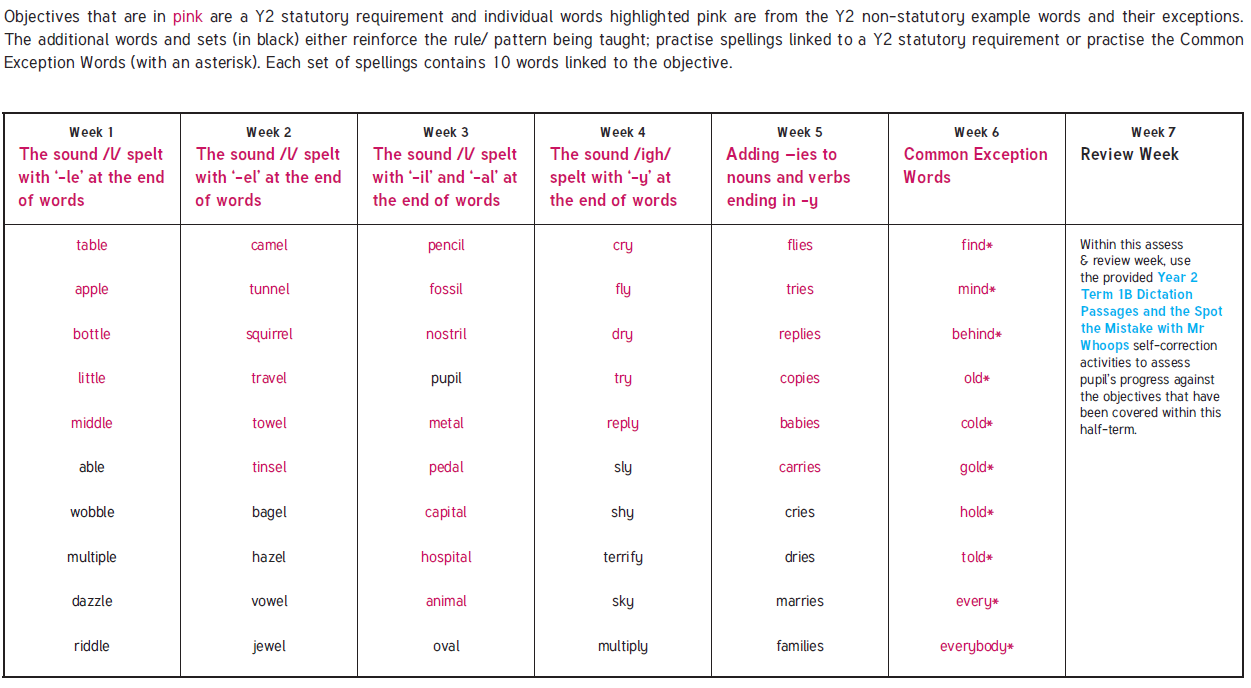 Objectives that are in pink are a Y2 statutory requirement and individual words highlighted pink are from the Y2 non-statutory example words and their exceptions.
The additional words and sets (in black) either reinforce the rule/ pattern being taught; practise spellings linked to a Y2 statutory requirement or practise the Common
Exception Words (with an asterisk). Each set of spellings contains 10 words linked to the objective.
Week 1
The sound /l/ spelt
with ‘-le’ at the end
of words
table
apple
bottle
little
middle
able
wobble
multiple
dazzle
riddle
Week 2
The sound /l/ spelt
with ‘-el’ at the end
of words
camel
tunnel
squirrel
travel
towel
tinsel
bagel
hazel
vowel
jewel
Week 3
The sound /l/ spelt
with ‘-il’ and ‘-al’ at
the end of words
pencil
fossil
nostril
pupil
metal
pedal
capital
hospital
animal
oval
Week 4
The sound /igh/
spelt with ‘-y’ at
the end of words
cry
fly
dry
try
reply
sly
shy
terrify
sky
multiply
Week 5
Adding –ies to
nouns and verbs
ending in -y
flies
tries
replies
copies
babies
carries
cries
dries
marries
families
Week 6
Common Exception
Words
find*
mind*
behind*
old*
cold*
gold*
hold*
told*
every*
everybody*
Week 7
Review Week
Within this assess
& review week, use
the provided Year 2
Term 1B Dictation
Passages and the Spot
the Mistake with Mr
Whoops self-correction
activities to assess
pupil’s progress against
the objectives that have
been covered within this
half-term.